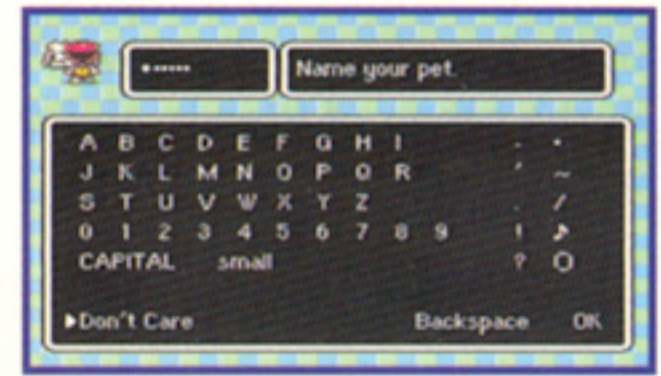 Name your pet.
A B C D E F G H I - •
J K L M N O P Q R ' ~
S T U V W X Y Z . /
0 1 2 3 4 5 6 7 8 9 ! ♪
CAPITAL small ? O
▶Don't Care Backspace OK